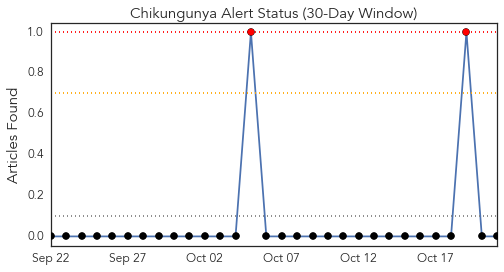 Chikungunya Alert Status (30-Day Window)
Articles Found
1.0
0.8
0.6
0.4
0.2
0.0
Sep 22 Sep 27 Oct 02 Oct 07 Oct 12 Oct 17